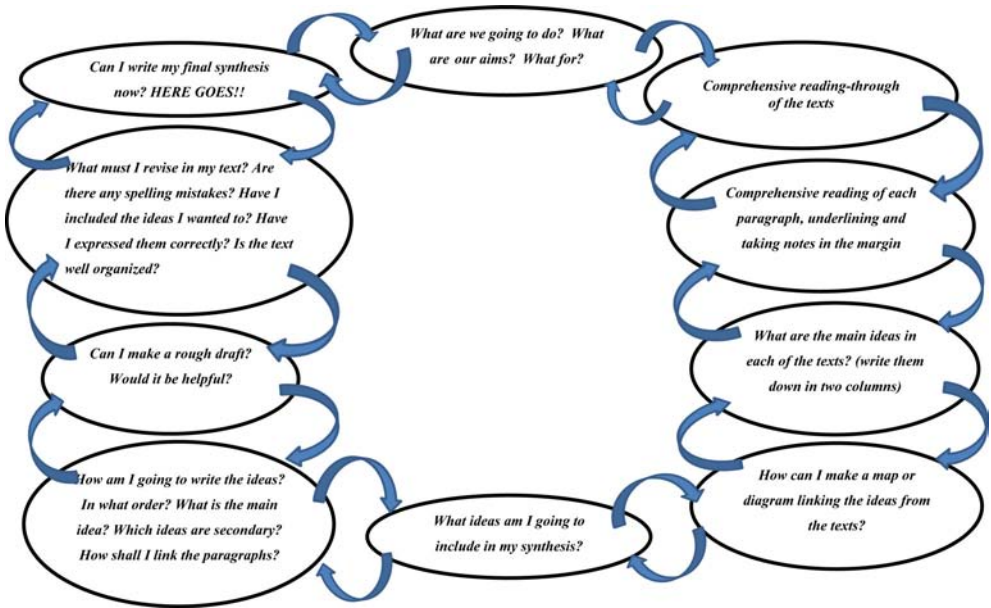 What are we going to do? What
are our aims? What for?
Comprehensive reading-through
of the texts
Comprehensive reading of each
paragraph, underlining and
taking notes in the margin
What are the main ideas in
each of the texts? (write them
down in two columns)
How can I make a map or
diagram linking the ideas from
the texts?
What ideas am I going to
include in my synthesis?
How am I going to write the ideas?
In what order? What is the main
idea? Which ideas are secondary?
How shall I link the paragraphs?
Can I make a rough draft?
Would it be helpful?
What must I revise in my text? Are
there any spelling mistakes? Have I
included the ideas I wanted to? Have
I expressed them correctly? Is the text
well organized?
Can I write my final synthesis
now? HERE GOES!!